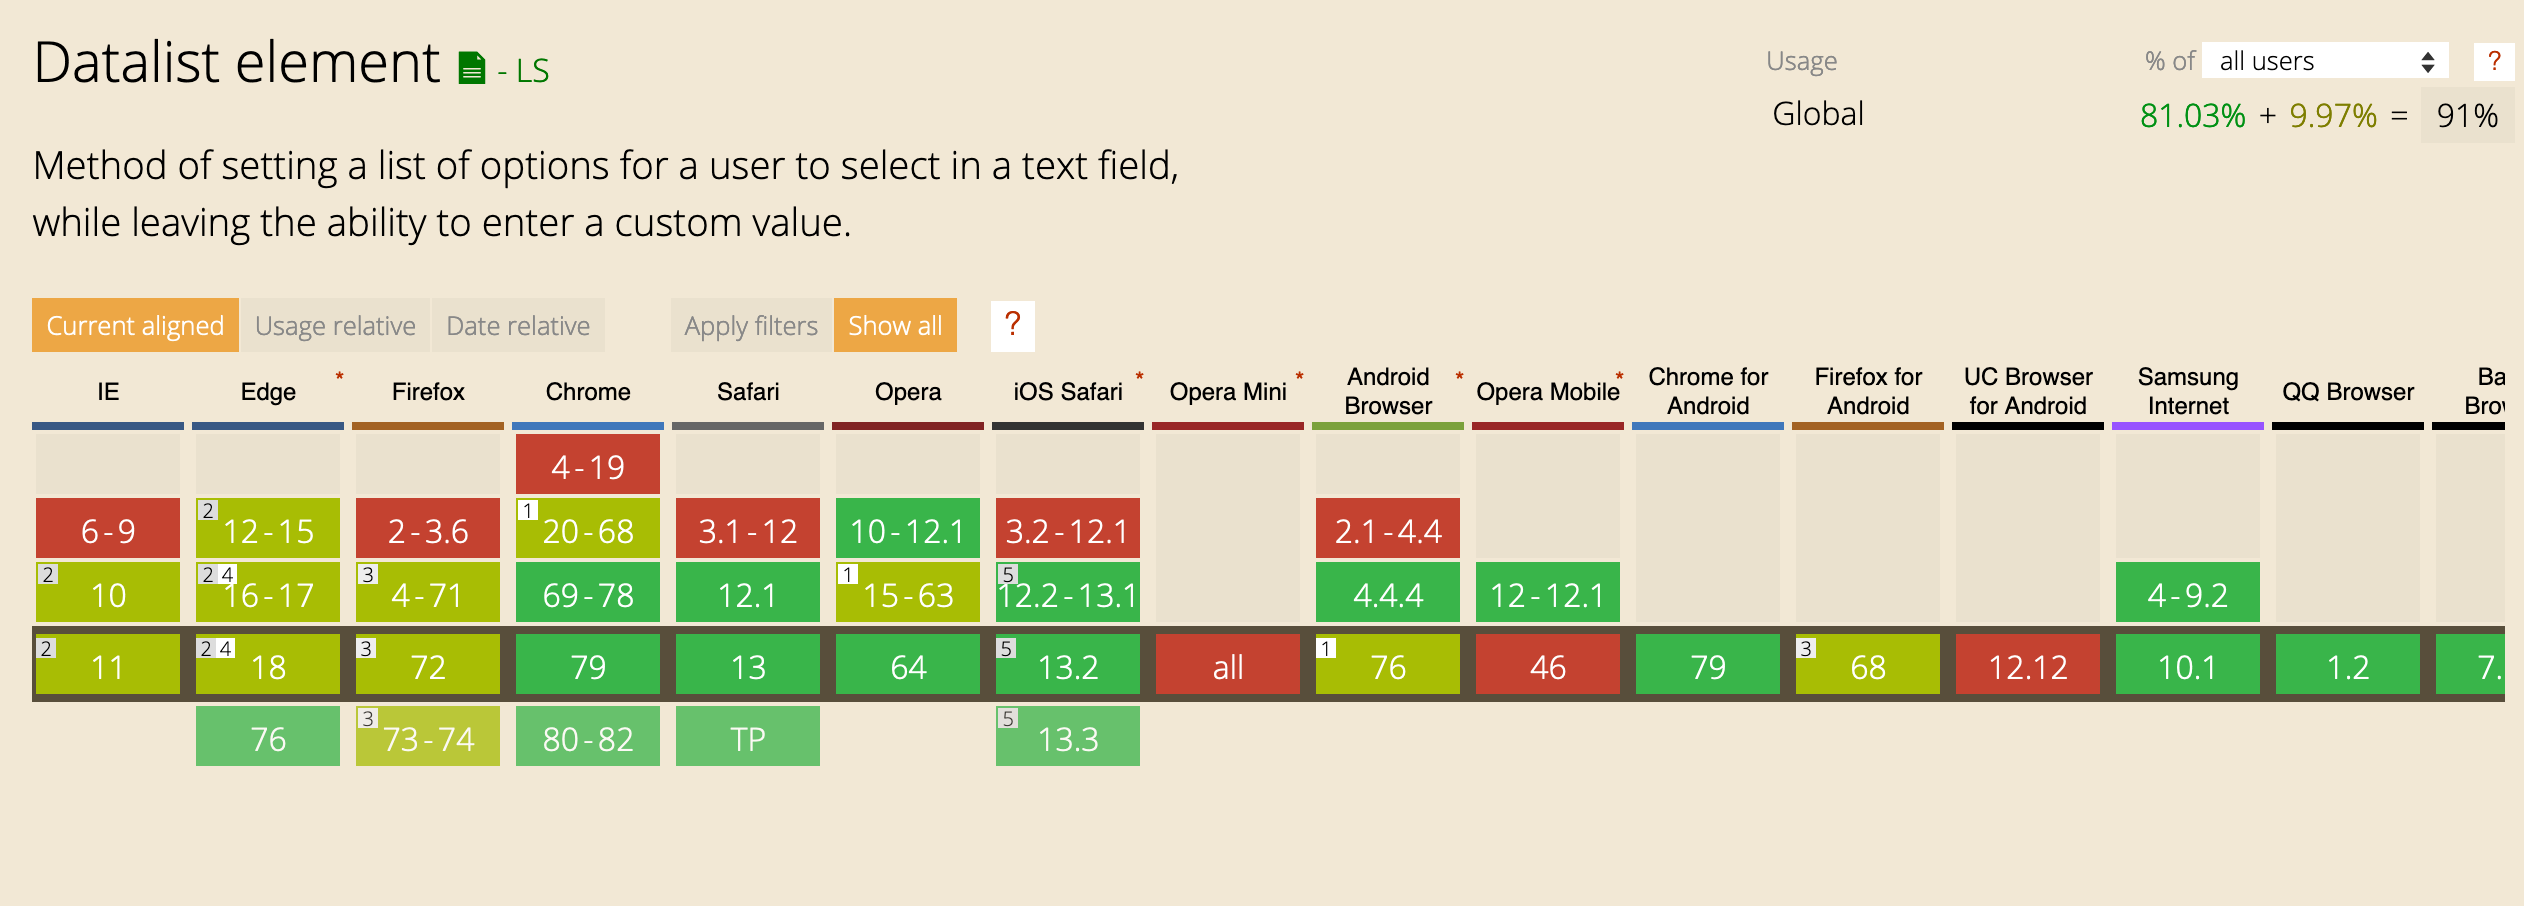 Datalist element - LS
Usage % of all users ?
Global 81.03% + 9.97% = 91%
Method of setting a list of options for a user to select in a text field,
while leaving the ability to enter a custom value.
Current aligned Usage relative Date relative Apply filters Show all ?
IE Edge * Firefox Chrome Safari Opera iOS Safari * Opera Mini * Android Browser * Opera Mobile * Chrome for Android Firefox for Android UC Browser for Android Samsung Internet QQ Browser
4-19
6-9 2 12-15 2-3.6 1 20-68 3.1-12 10-12.1 3.2-12.1 2.1-4.4
2 10 2 4 16-17 3 4-71 69-78 12.1 1 15-63 5 12.2-13.1 4.4.4 12-12.1 4-9.2
2 11 2 4 18 3 72 79 13 64 5 13.2 all 1 76 46 79 3 68 12.12 10.1 1.2 7.
76 3 73-74 80-82 TP 5 13.3